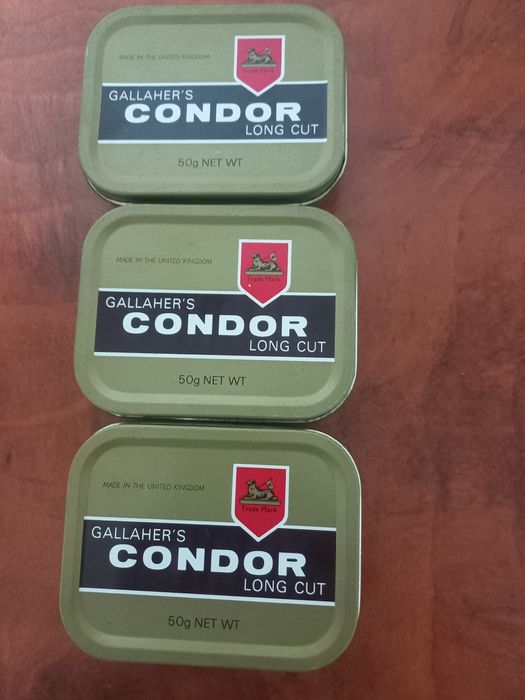 MADE IN THE UNITED KINGDOM
Trade Mark
GALLAHER'S
CONDOR
LONG CUT
50g NET WT
MADE IN THE UNITED KINGDOM
Trade Mark
GALLAHER'S
CONDOR
LONG CUT
50g NET WT
MADE IN THE UNITED KINGDOM
Trade Mark
GALLAHER'S
CONDOR
LONG CUT
50g NET WT